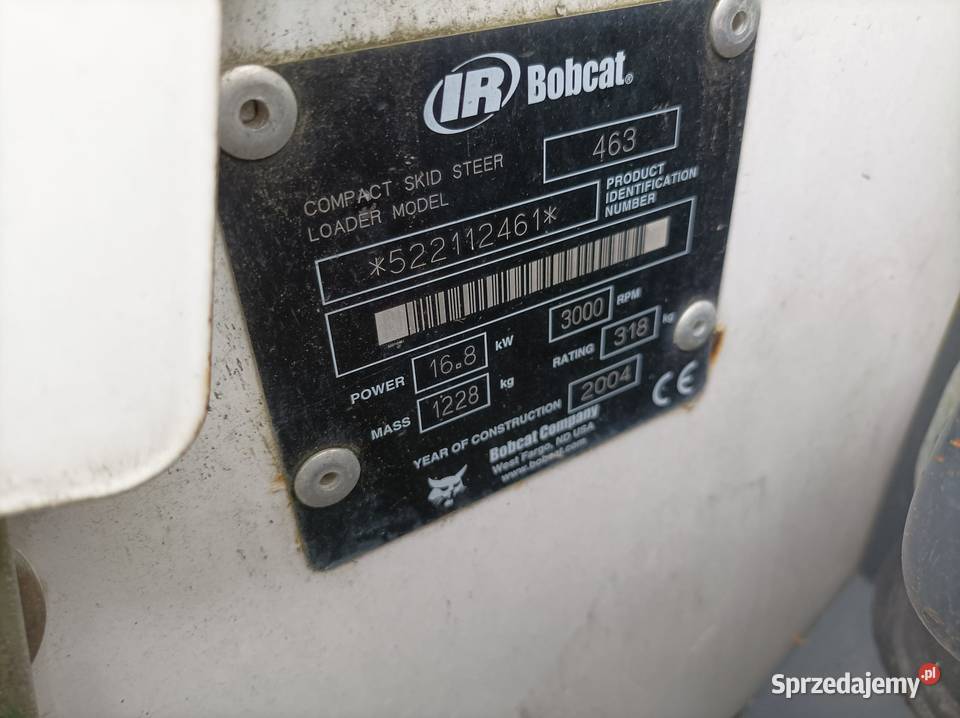 IR Bobcat®
COMPACT SKID STEER
LOADER MODEL
463
*522112461*
PRODUCT
IDENTIFICATION
NUMBER
POWER 16.8 kW 3000 RPM
MASS 1228 kg RATING 318 kg
YEAR OF CONSTRUCTION 2004
CE
Bobcat Company
West Fargo, ND USA
www.bobcat.com
Sprzedajemy.pl